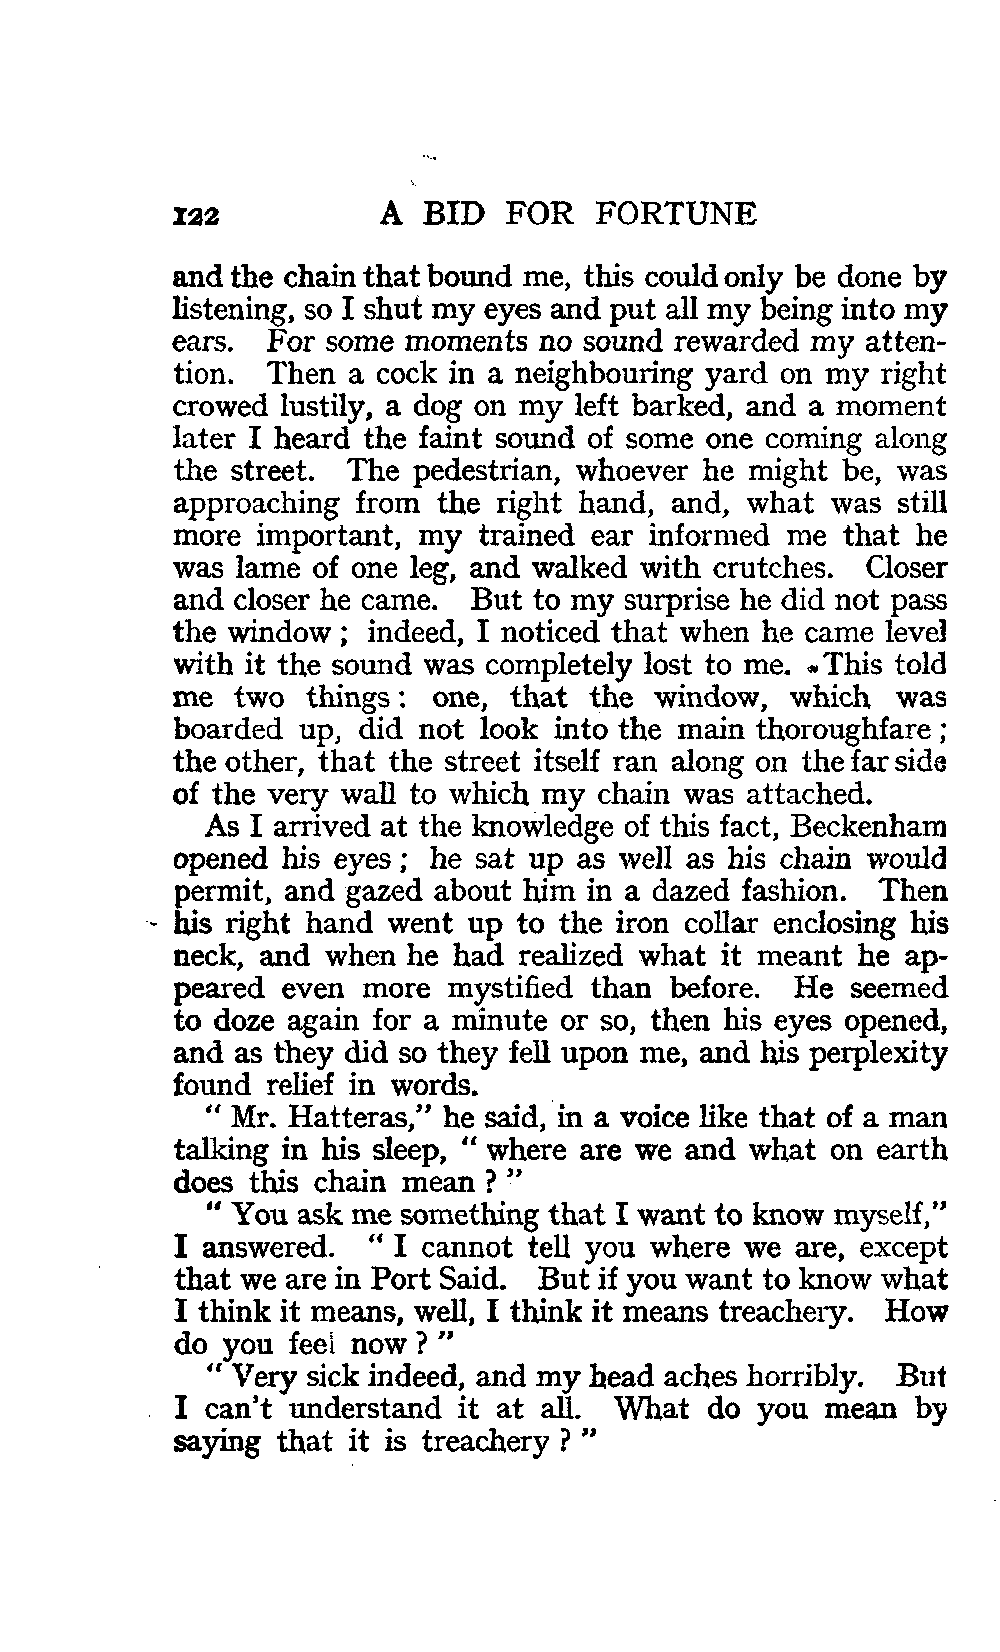 122 A BID FOR FORTUNE
and the chain that bound me, this could only be done by
listening, so I shut my eyes and put all my being into my
ears. For some moments no sound rewarded my atten-
tion. Then a cock in a neighbouring yard on my right
crowed lustily, a dog on my left barked, and a moment
later I heard the faint sound of some one coming along
the street. The pedestrian, whoever he might be, was
approaching from the right hand, and, what was still
more important, my trained ear informed me that he
was lame of one leg, and walked with crutches. Closer
and closer he came. But to my surprise he did not pass
the window ; indeed, I noticed that when he came level
with it the sound was completely lost to me. This told
me two things : one, that the window, which was
boarded up, did not look into the main thoroughfare ;
the other, that the street itself ran along on the far side
of the very wall to which my chain was attached.
As I arrived at the knowledge of this fact, Beckenham
opened his eyes ; he sat up as well as his chain would
permit, and gazed about him in a dazed fashion. Then
his right hand went up to the iron collar enclosing his
neck, and when he had realized what it meant he ap-
peared even more mystified than before. He seemed
to doze again for a minute or so, then his eyes opened,
and as they did so they fell upon me, and his perplexity
found relief in words.
" Mr. Hatteras," he said, in a voice like that of a man
talking in his sleep, " where are we and what on earth
does this chain mean ? "
" You ask me something that I want to know myself,"
I answered. " I cannot tell you where we are, except
that we are in Port Said. But if you want to know what
I think it means, well, I think it means treachery. How
do you feel now ? "
" Very sick indeed, and my head aches horribly. But
I can't understand it at all. What do you mean by
saying that it is treachery ? "